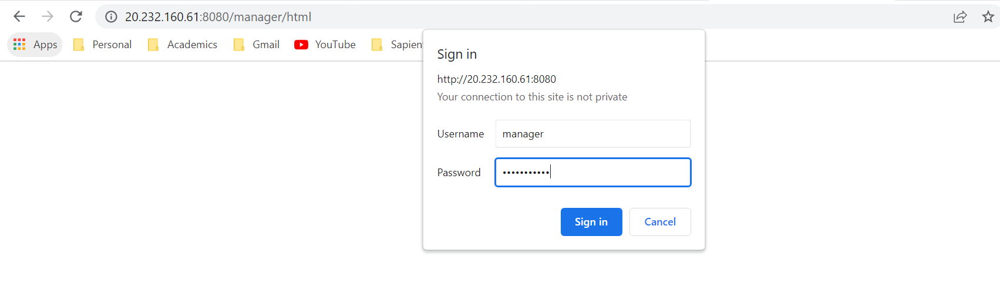 20.232.160.61:8080/manager/html
Apps Personal Academics Gmail YouTube Sapien
Sign in
http://20.232.160.61:8080
Your connection to this site is not private
Username manager
Password •••••••••••
Sign in Cancel